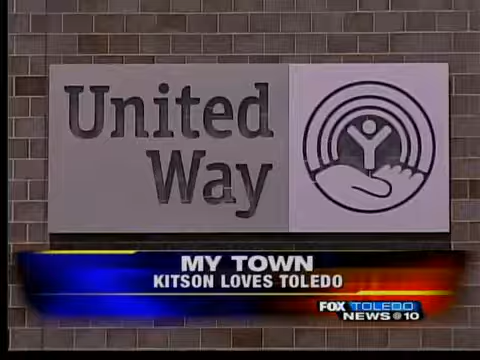 United
Way
MY TOWN
KITSON LOVES TOLEDO
FOX TOLEDO
NEWS @ 10